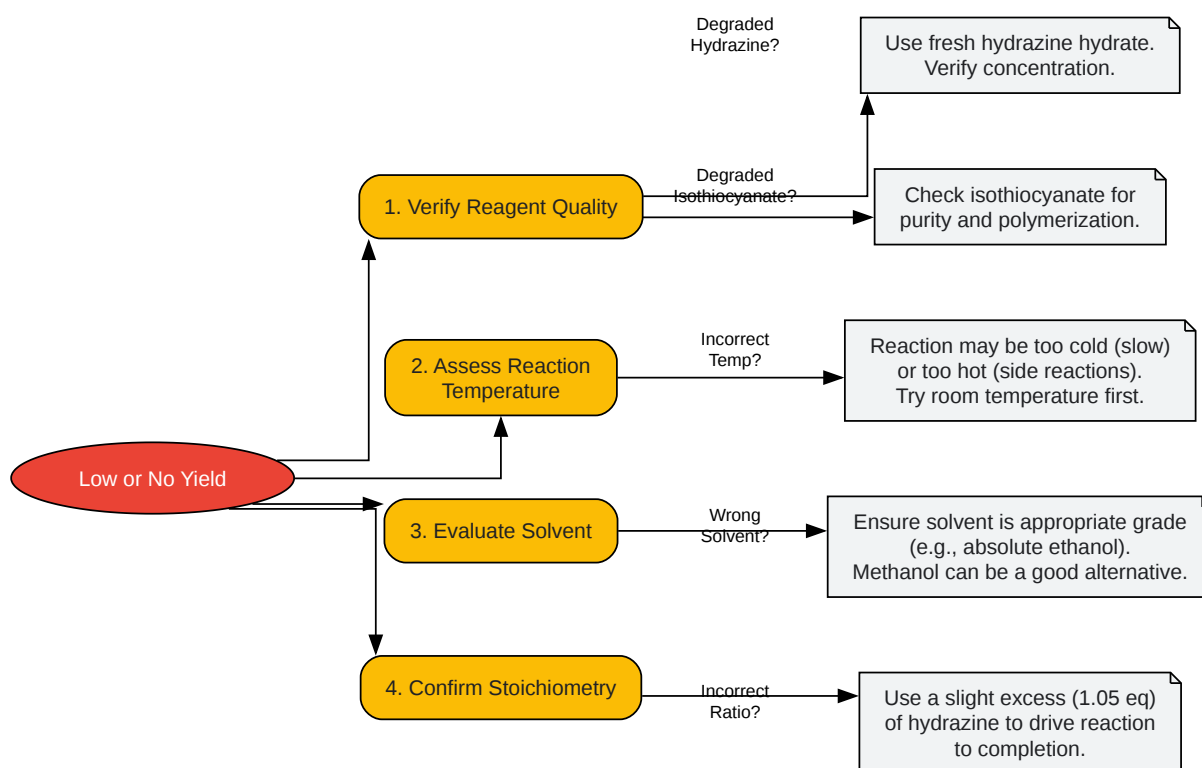 Degraded
Hydrazine?
Use fresh hydrazine hydrate.
Verify concentration.
1. Verify Reagent Quality
Degraded
Isothiocyanate?
Check isothiocyanate for
purity and polymerization.
2. Assess Reaction
Temperature
Incorrect
Temp?
Reaction may be too cold (slow)
or too hot (side reactions).
Try room temperature first.
Low or No Yield
3. Evaluate Solvent
Wrong
Solvent?
Ensure solvent is appropriate grade
(e.g., absolute ethanol).
Methanol can be a good alternative.
4. Confirm Stoichiometry
Incorrect
Ratio?
Use a slight excess (1.05 eq)
of hydrazine to drive reaction
to completion.